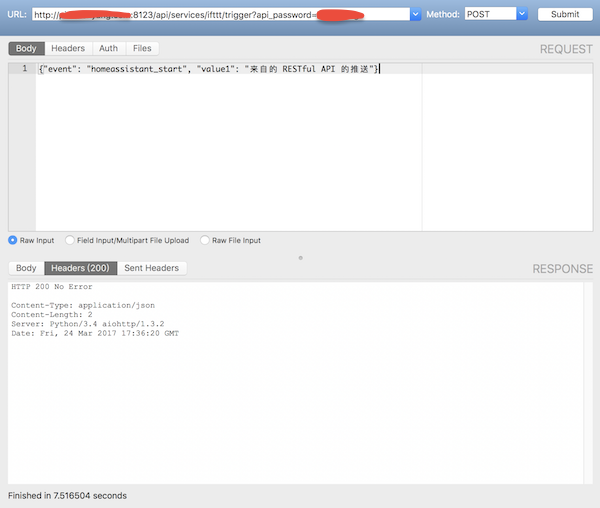 URL: http:// :8123/api/services/ifttt/trigger?api_password= Method: POST Submit
Body Headers Auth Files REQUEST
1 {"event": "homeassistant_start", "value1": "来自的 RESTful API 的推送"}
Raw Input Field Input/Multipart File Upload Raw File Input
Body Headers (200) Sent Headers RESPONSE
HTTP 200 No Error
Content-Type: application/json
Content-Length: 2
Server: Python/3.4 aiohttp/1.3.2
Date: Fri, 24 Mar 2017 17:36:20 GMT
Finished in 7.516504 seconds